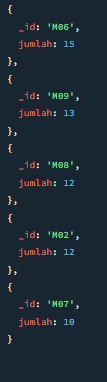 {
_id: 'M06',
jumlah: 15
},
{
_id: 'M09',
jumlah: 13
},
{
_id: 'M08',
jumlah: 12
},
{
_id: 'M02',
jumlah: 12
},
{
_id: 'M07',
jumlah: 10
}